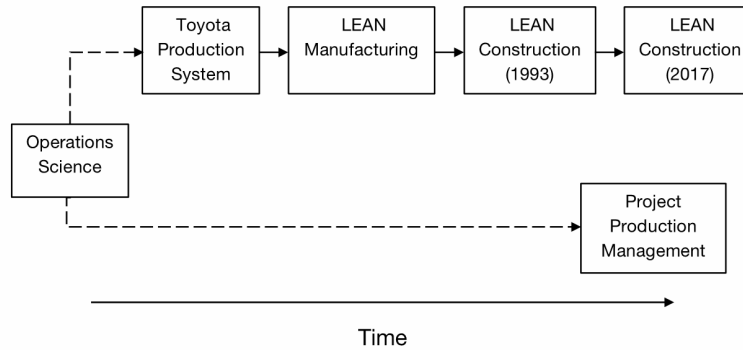 Toyota
Production
System
LEAN
Manufacturing
LEAN
Construction
(1993)
LEAN
Construction
(2017)
Operations
Science
Project
Production
Management
Time